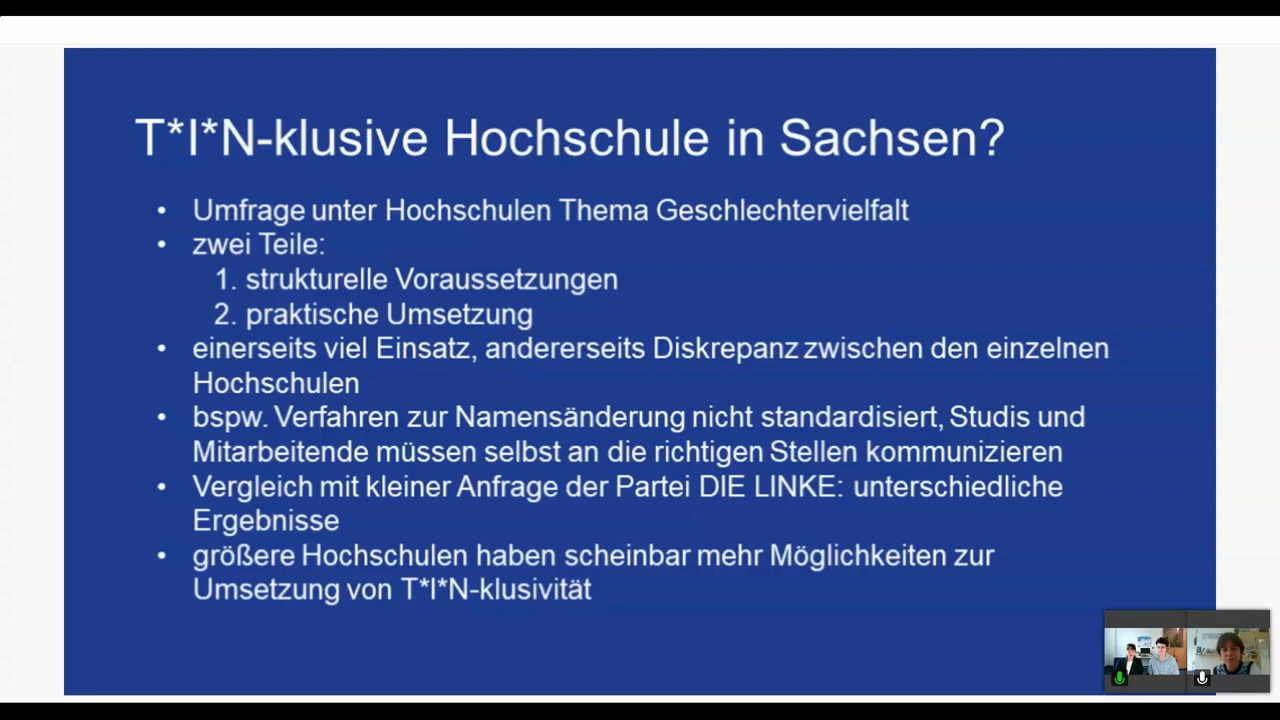 T*I*N-klusive Hochschule in Sachsen?
• Umfrage unter Hochschulen Thema Geschlechtervielfalt
• zwei Teile:
1. strukturelle Voraussetzungen
2. praktische Umsetzung
• einerseits viel Einsatz, andererseits Diskrepanz zwischen den einzelnen
Hochschulen
• bspw. Verfahren zur Namensänderung nicht standardisiert, Studis und
Mitarbeitende müssen selbst an die richtigen Stellen kommunizieren
• Vergleich mit kleiner Anfrage der Partei DIE LINKE: unterschiedliche
Ergebnisse
• größere Hochschulen haben scheinbar mehr Möglichkeiten zur
Umsetzung von T*I*N-klusivität